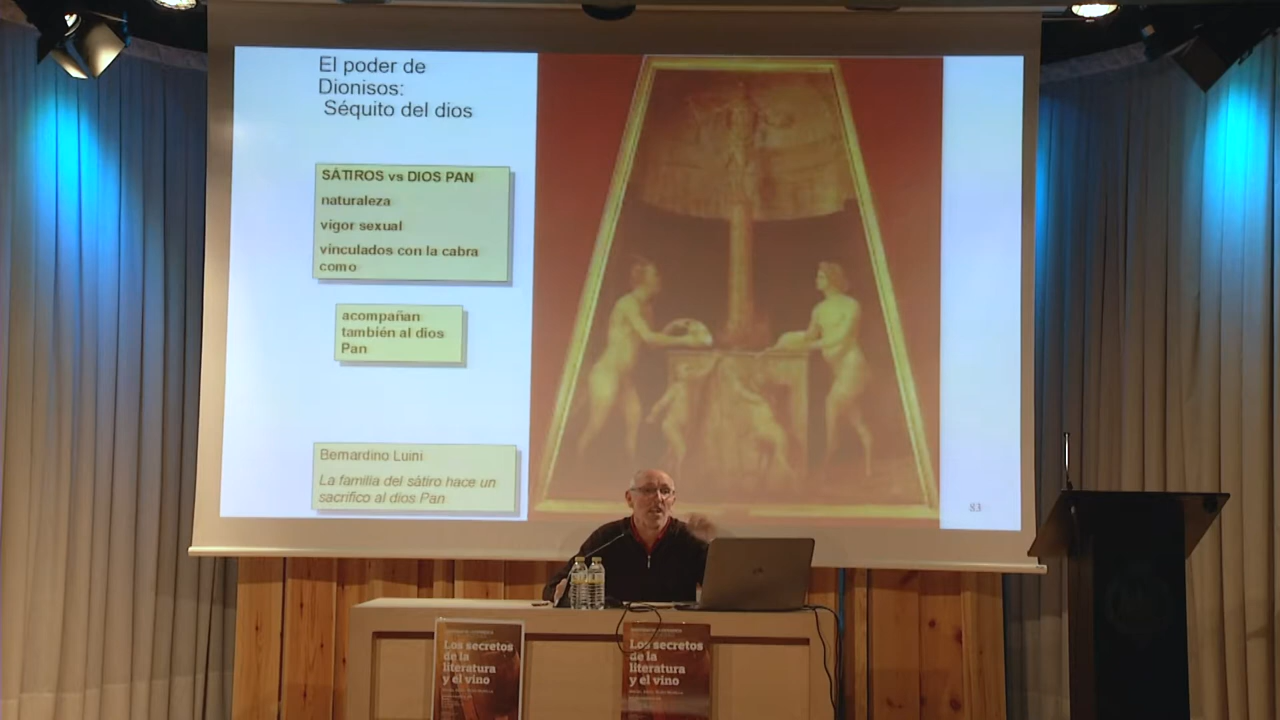 El poder de
Dionisos:
Séquito del dios
SÁTIROS vs DIOS PAN
naturaleza
vigor sexual
vinculados con la cabra
como
acompañan
también al dios
Pan
Bernardino Luini
La familia del sátiro hace un
sacrifico al dios Pan
83
Los secretos
de la
literatura
y el vino
Los secretos
de la
literatura
y el vino